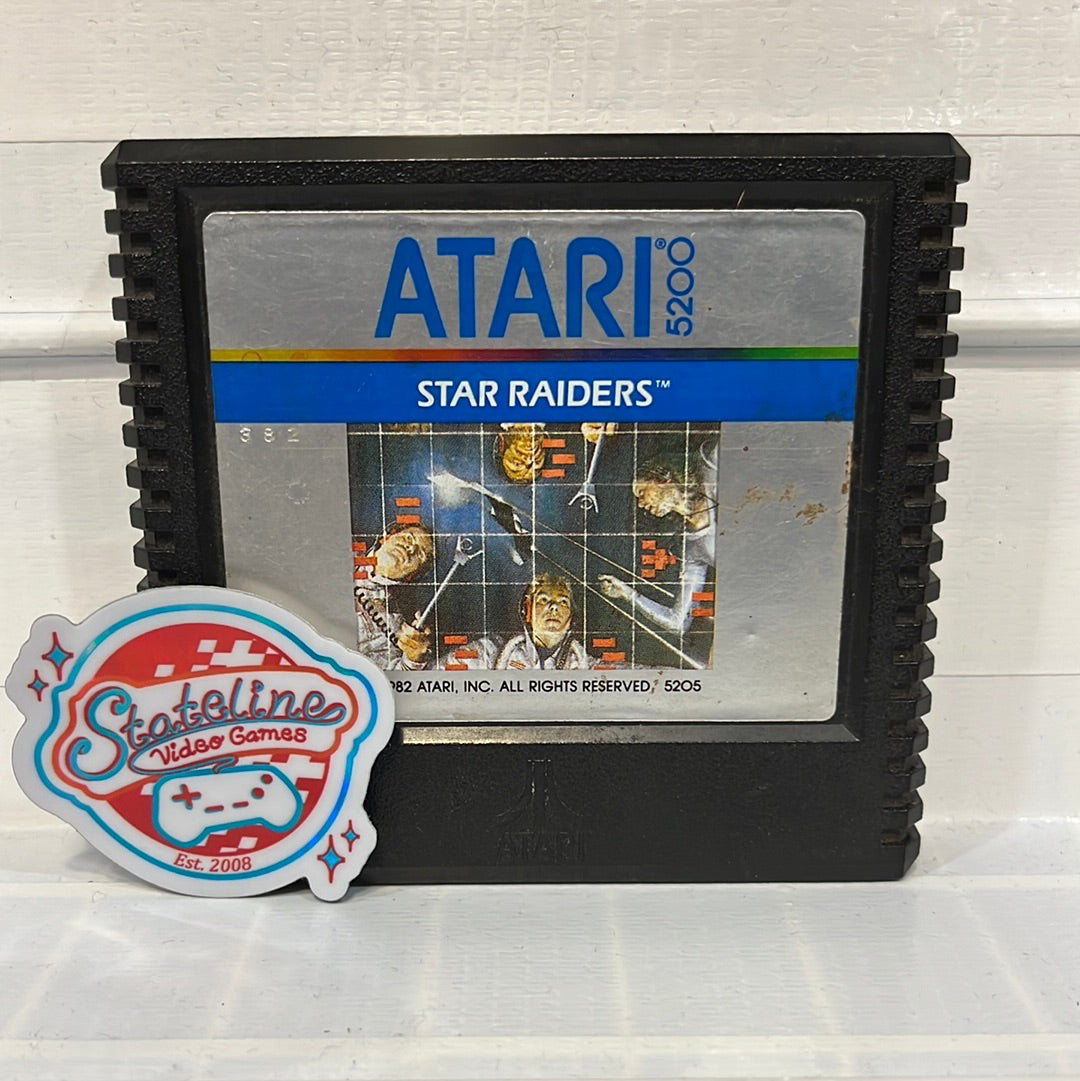 ATARI® 5200
STAR RAIDERS™
382
982 ATARI, INC. ALL RIGHTS RESERVED, 5205
ATARI
Stateline
Video Games
Est. 2008